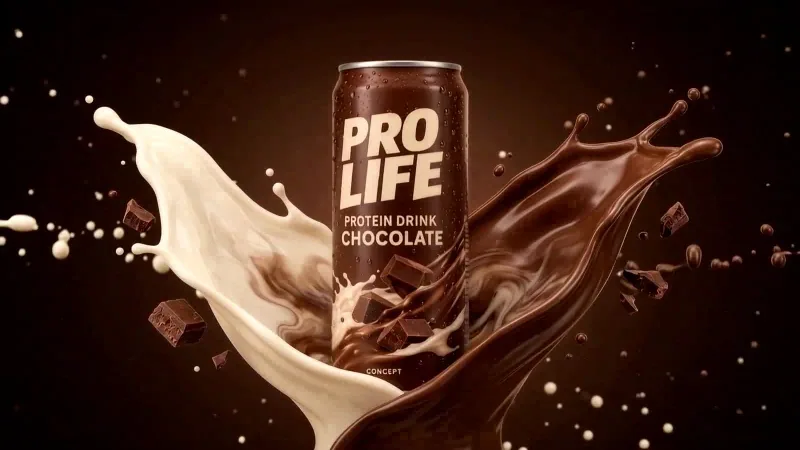 PRO
LIFE
PROTEIN DRINK
CHOCOLATE
CONCEPT